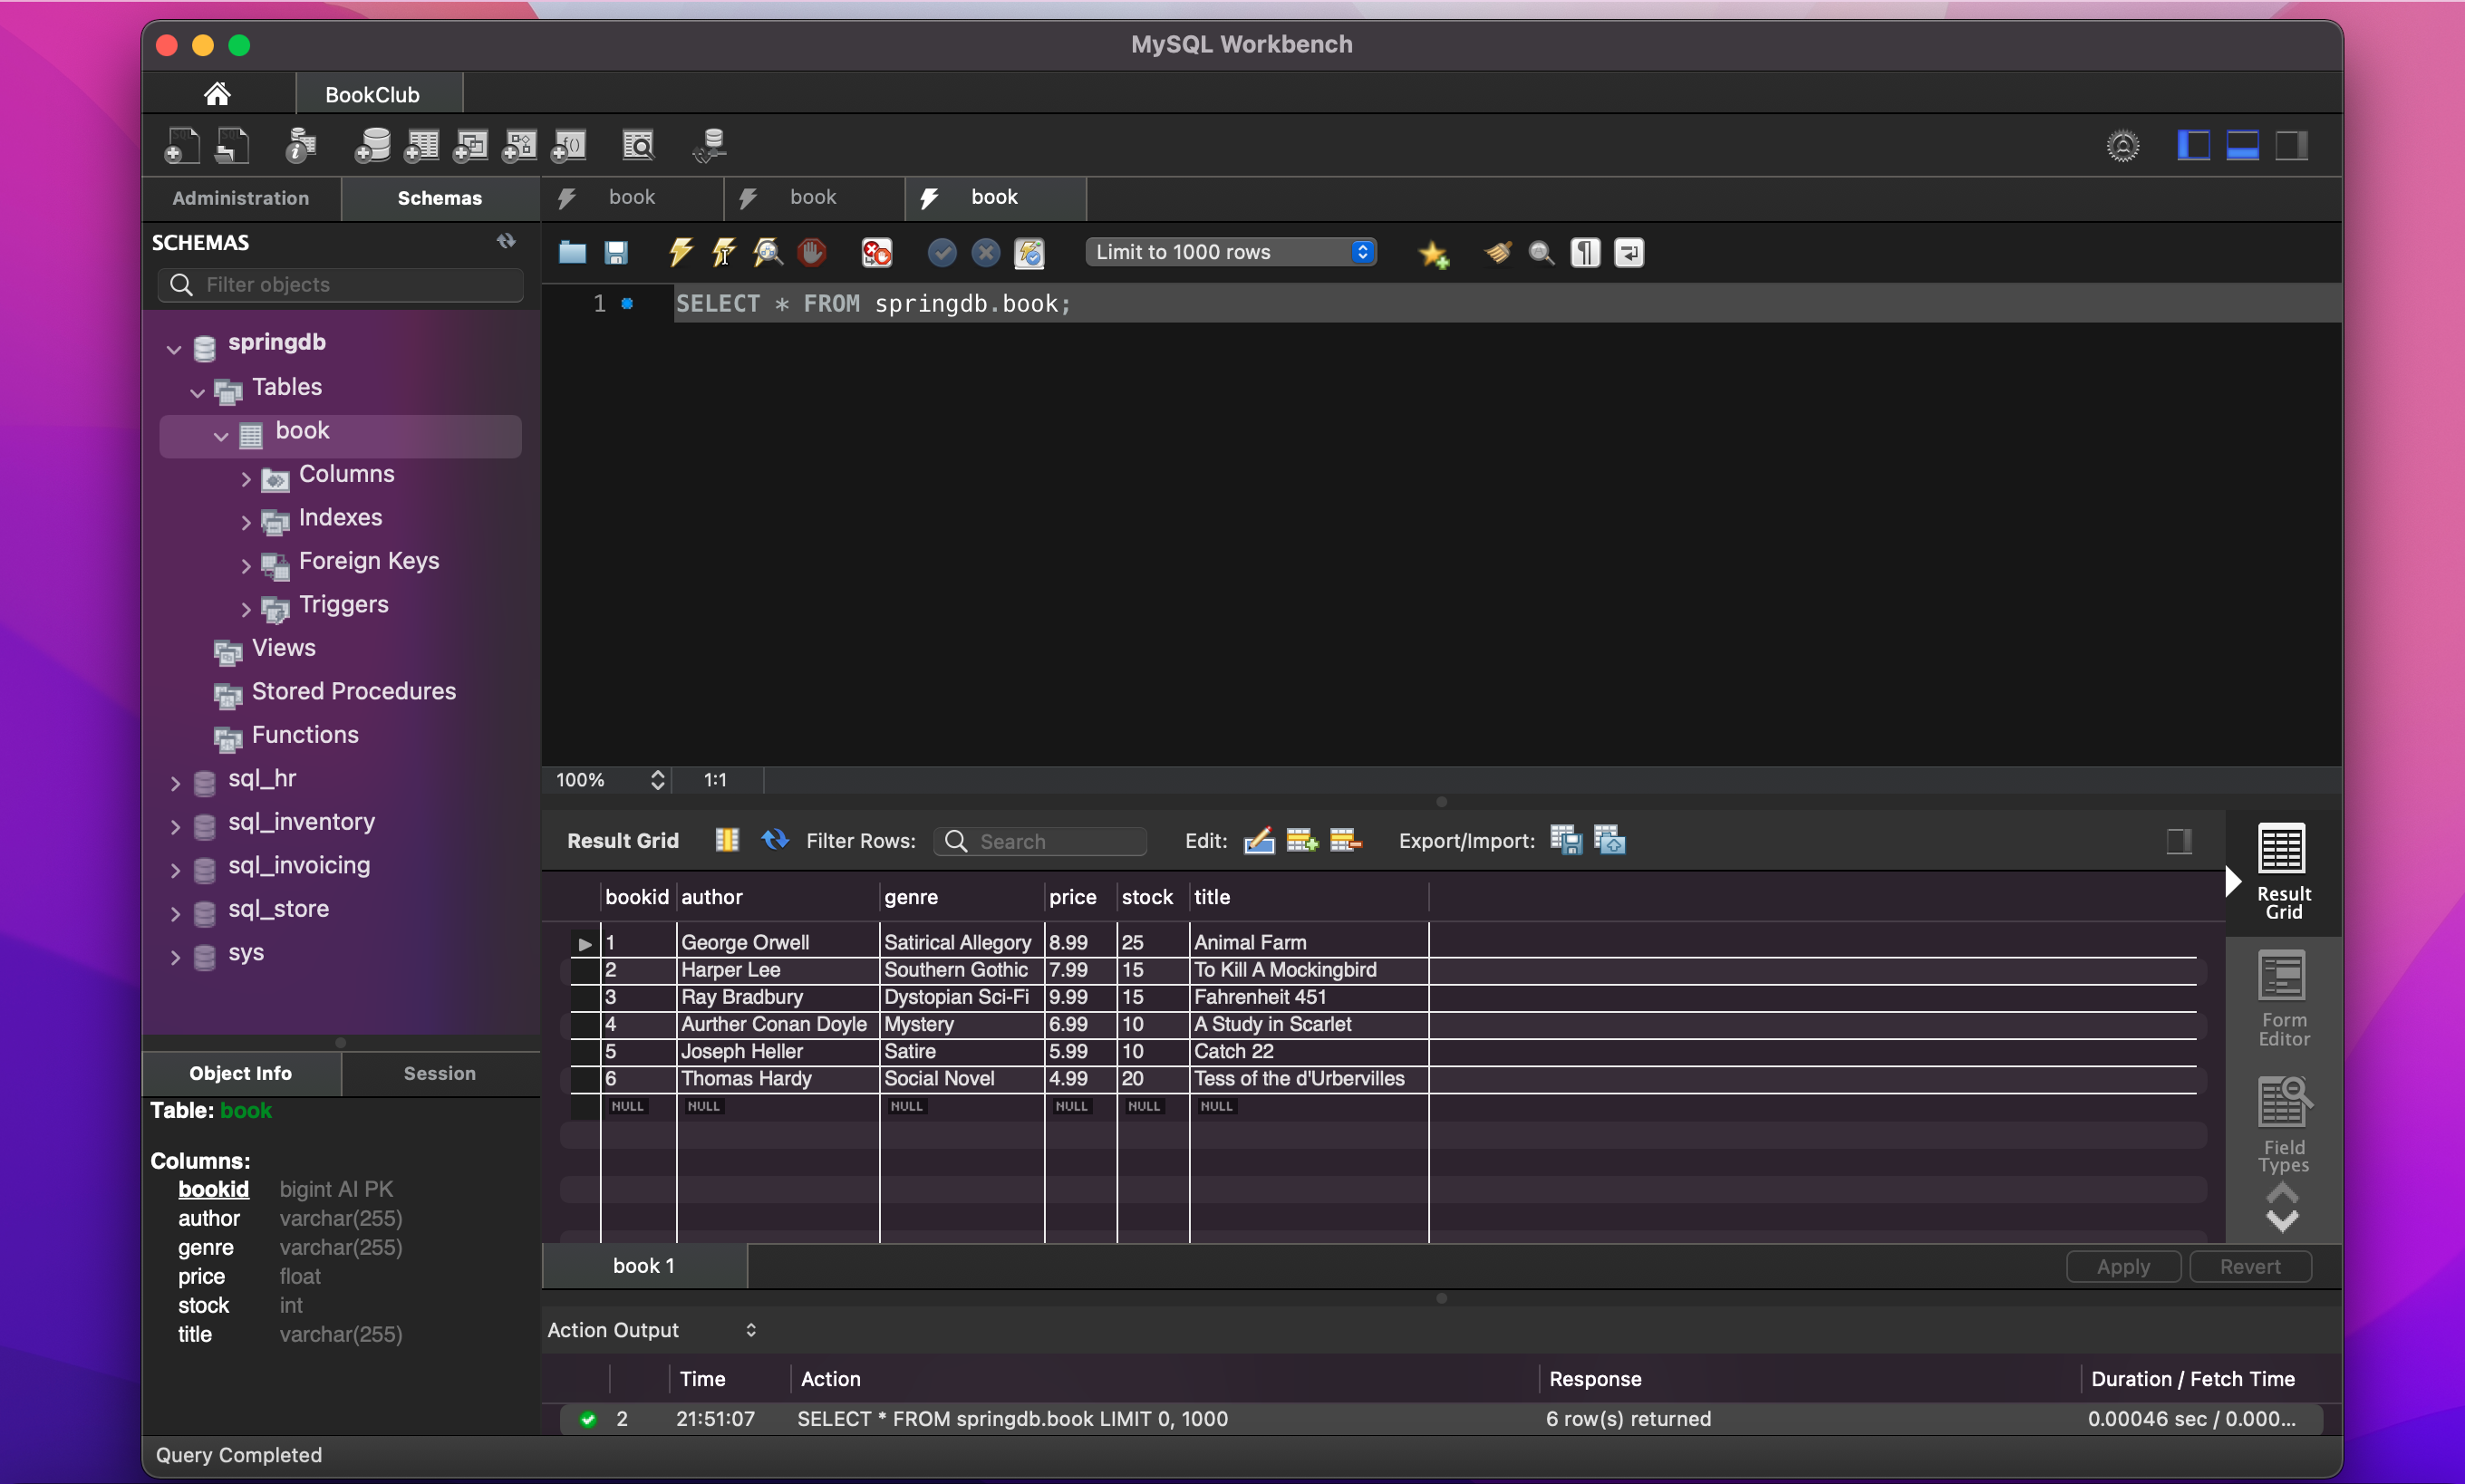 MySQL Workbench
BookClub
Administration
Schemas
book
book
book
SCHEMAS
Filter objects
Limit to 1000 rows
1 SELECT * FROM springdb.book;
springdb
Tables
book
Columns
Indexes
Foreign Keys
Triggers
Views
Stored Procedures
Functions
sql_hr
sql_inventory
sql_invoicing
sql_store
sys
100% 1:1
Result Grid Filter Rows: Search Edit: Export/Import:
bookid author genre price stock title
1 George Orwell Satirical Allegory 8.99 25 Animal Farm
2 Harper Lee Southern Gothic 7.99 15 To Kill A Mockingbird
3 Ray Bradbury Dystopian Sci-Fi 9.99 15 Fahrenheit 451
4 Aurther Conan Doyle Mystery 6.99 10 A Study in Scarlet
5 Joseph Heller Satire 5.99 10 Catch 22
6 Thomas Hardy Social Novel 4.99 20 Tess of the d'Urbervilles
NULL NULL NULL NULL NULL NULL
Result
Grid
Form
Editor
Field
Types
Object Info
Session
Table: book
Columns:
bookid bigint AI PK
author varchar(255)
genre varchar(255)
price float
stock int
title varchar(255)
book 1
Apply
Revert
Action Output
Time Action Response Duration / Fetch Time
2 21:51:07 SELECT * FROM springdb.book LIMIT 0, 1000 6 row(s) returned 0.00046 sec / 0.000...
Query Completed